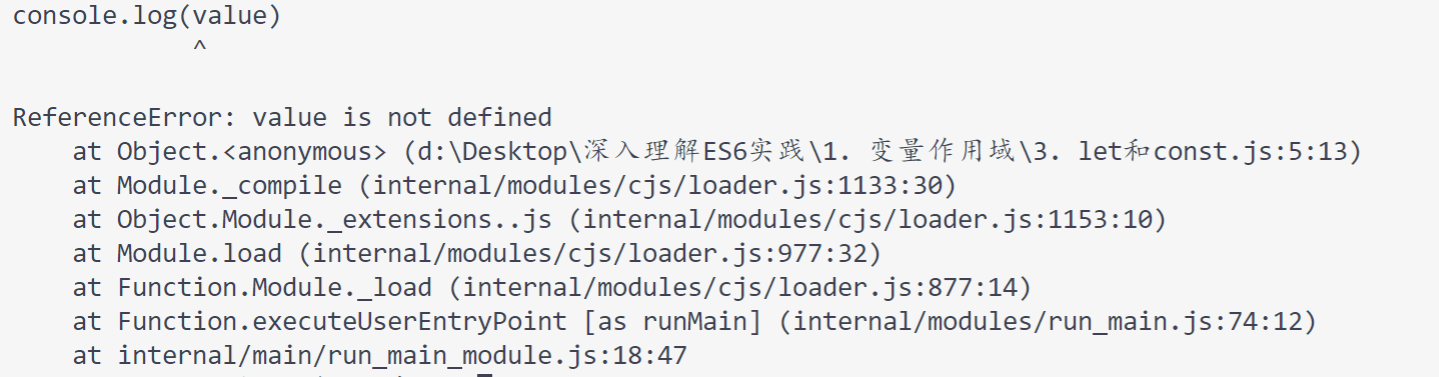 console.log(value)
^
ReferenceError: value is not defined
at Object.<anonymous> (d:\Desktop\深入理解ES6实践\1. 变量作用域\3. let和const.js:5:13)
at Module._compile (internal/modules/cjs/loader.js:1133:30)
at Object.Module._extensions..js (internal/modules/cjs/loader.js:1153:10)
at Module.load (internal/modules/cjs/loader.js:977:32)
at Function.Module._load (internal/modules/cjs/loader.js:877:14)
at Function.executeUserEntryPoint [as runMain] (internal/modules/run_main.js:74:12)
at internal/main/run_main_module.js:18:47